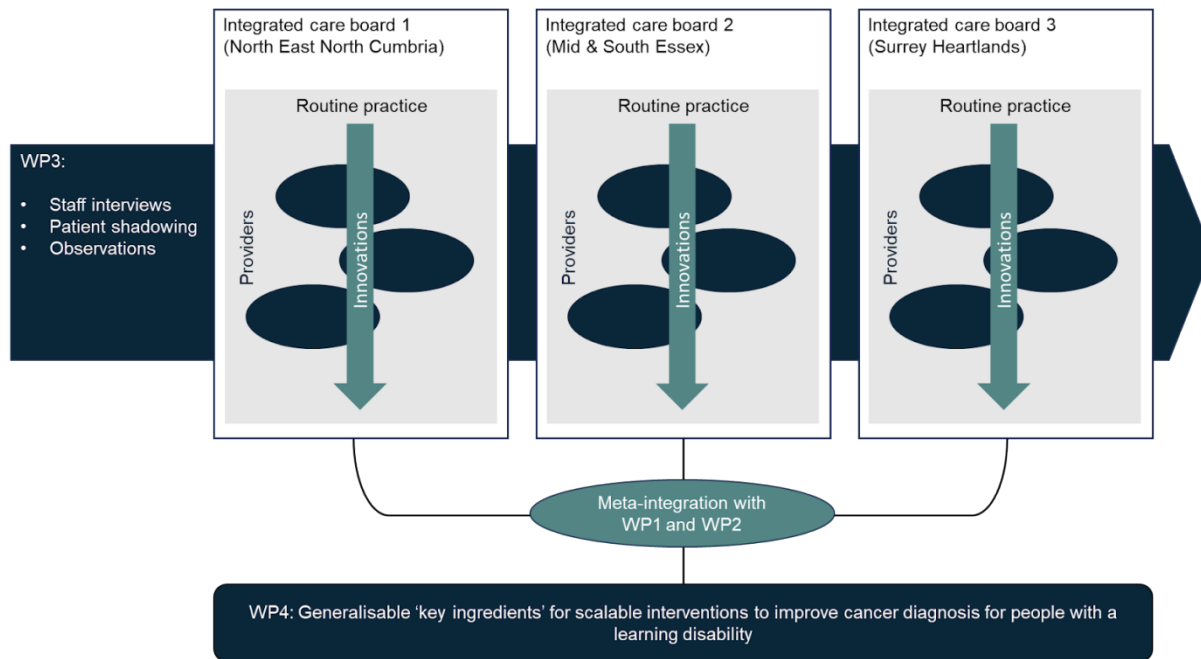 Integrated care board 1
(North East North Cumbria)
Integrated care board 2
(Mid & South Essex)
Integrated care board 3
(Surrey Heartlands)
WP3:
• Staff interviews
• Patient shadowing
• Observations
Routine practice
Providers
Innovations
Routine practice
Providers
Innovations
Routine practice
Providers
Innovations
Meta-integration with
WP1 and WP2
WP4: Generalisable ‘key ingredients’ for scalable interventions to improve cancer diagnosis for people with a
learning disability